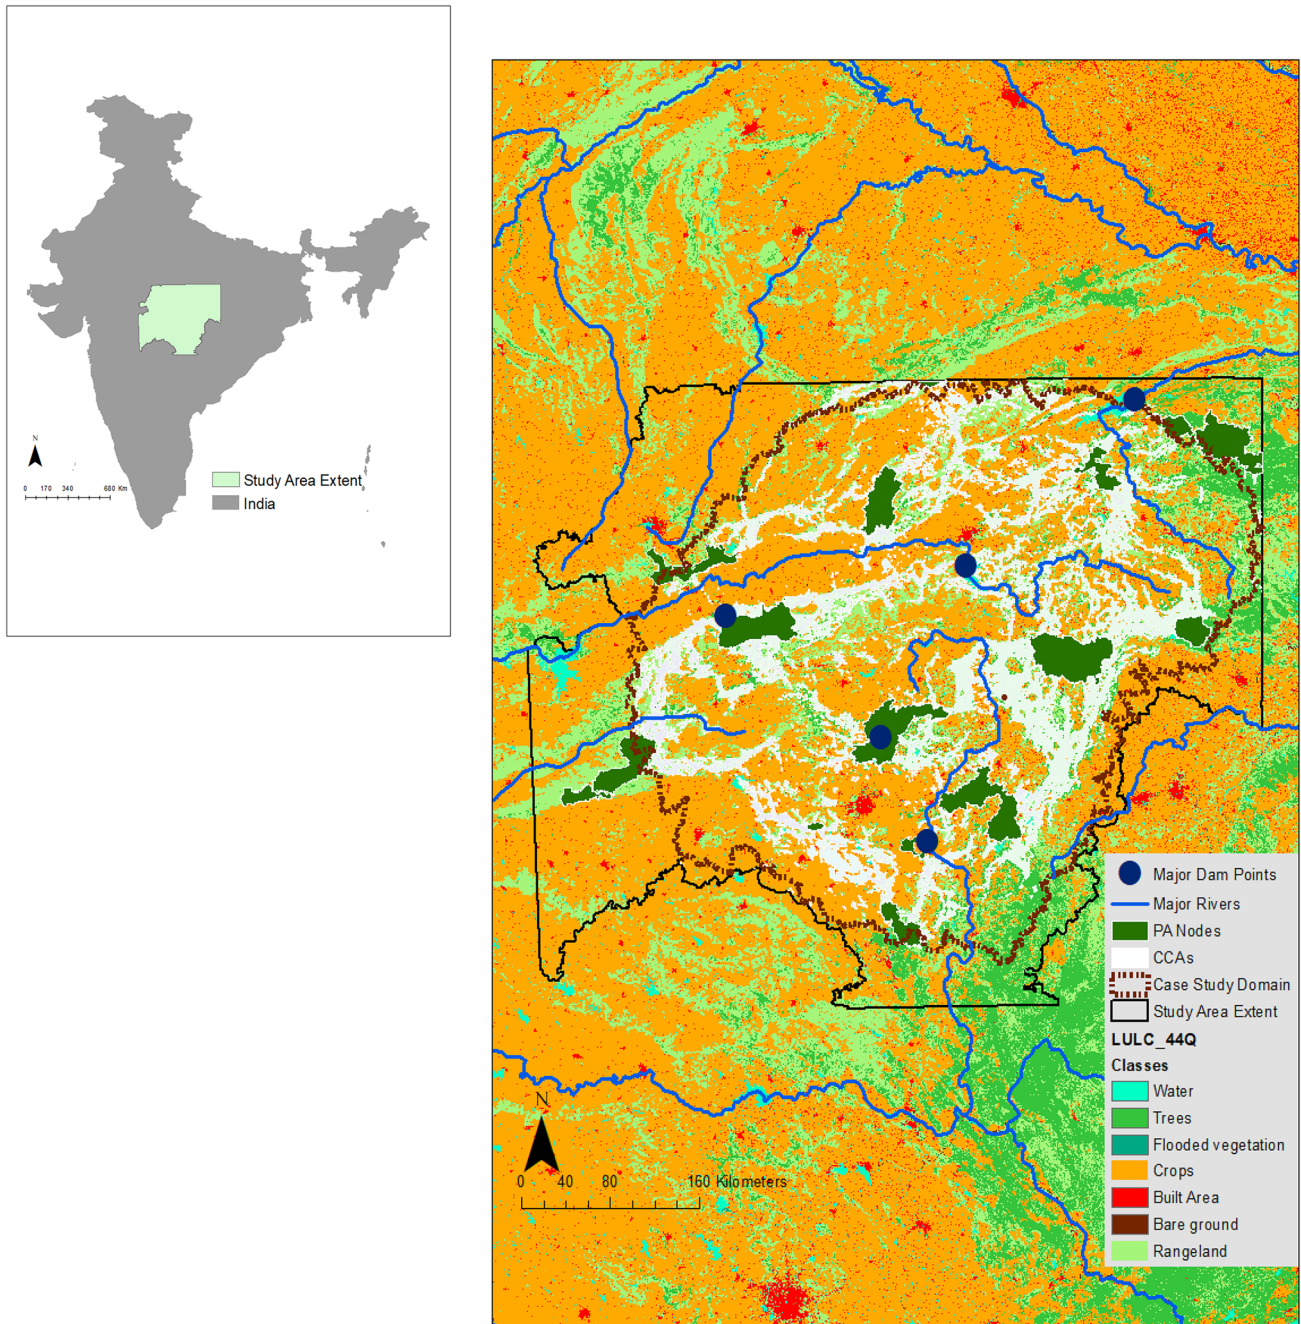 N
0 170 340 680 Km
Study Area Extent
India
Major Dam Points
Major Rivers
PA Nodes
CCAs
Case Study Domain
Study Area Extent
LULC_44Q
Classes
Water
Trees
Flooded vegetation
Crops
Built Area
Bare ground
Rangeland
N
0 40 80 160 Kilometers